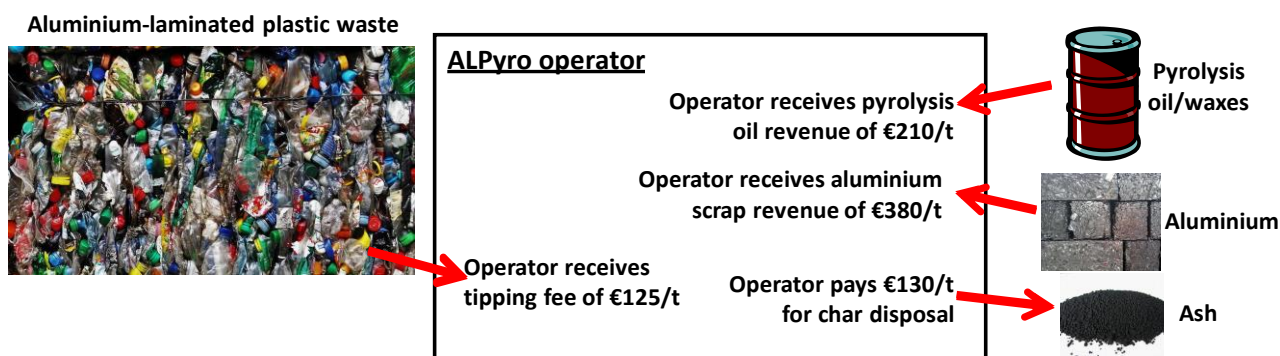 Aluminium-laminated plastic waste
ALPyro operator
Operator receives pyrolysis
oil revenue of €210/t
Pyrolysis
oil/waxes
Operator receives aluminium
scrap revenue of €380/t
Aluminium
Operator receives
tipping fee of €125/t
Operator pays €130/t
for char disposal
Ash